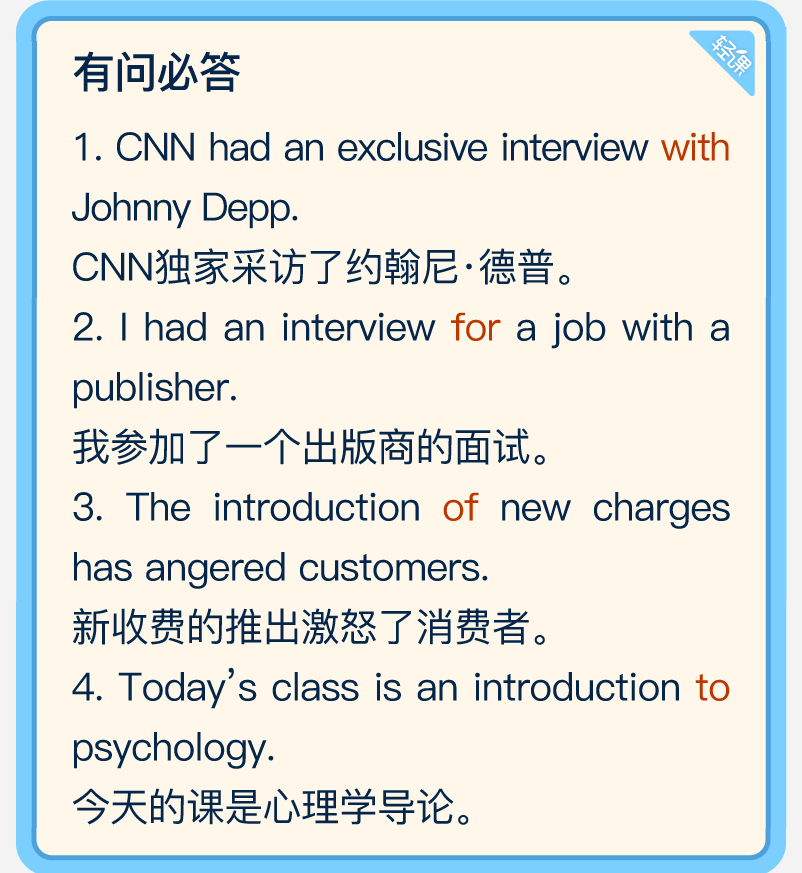 轻课
有问必答
1. CNN had an exclusive interview with
Johnny Depp.
CNN独家采访了约翰尼·德普。
2. I had an interview for a job with a
publisher.
我参加了一个出版商的面试。
3. The introduction of new charges
has angered customers.
新收费的推出激怒了消费者。
4. Today’s class is an introduction to
psychology.
今天的课是心理学导论。